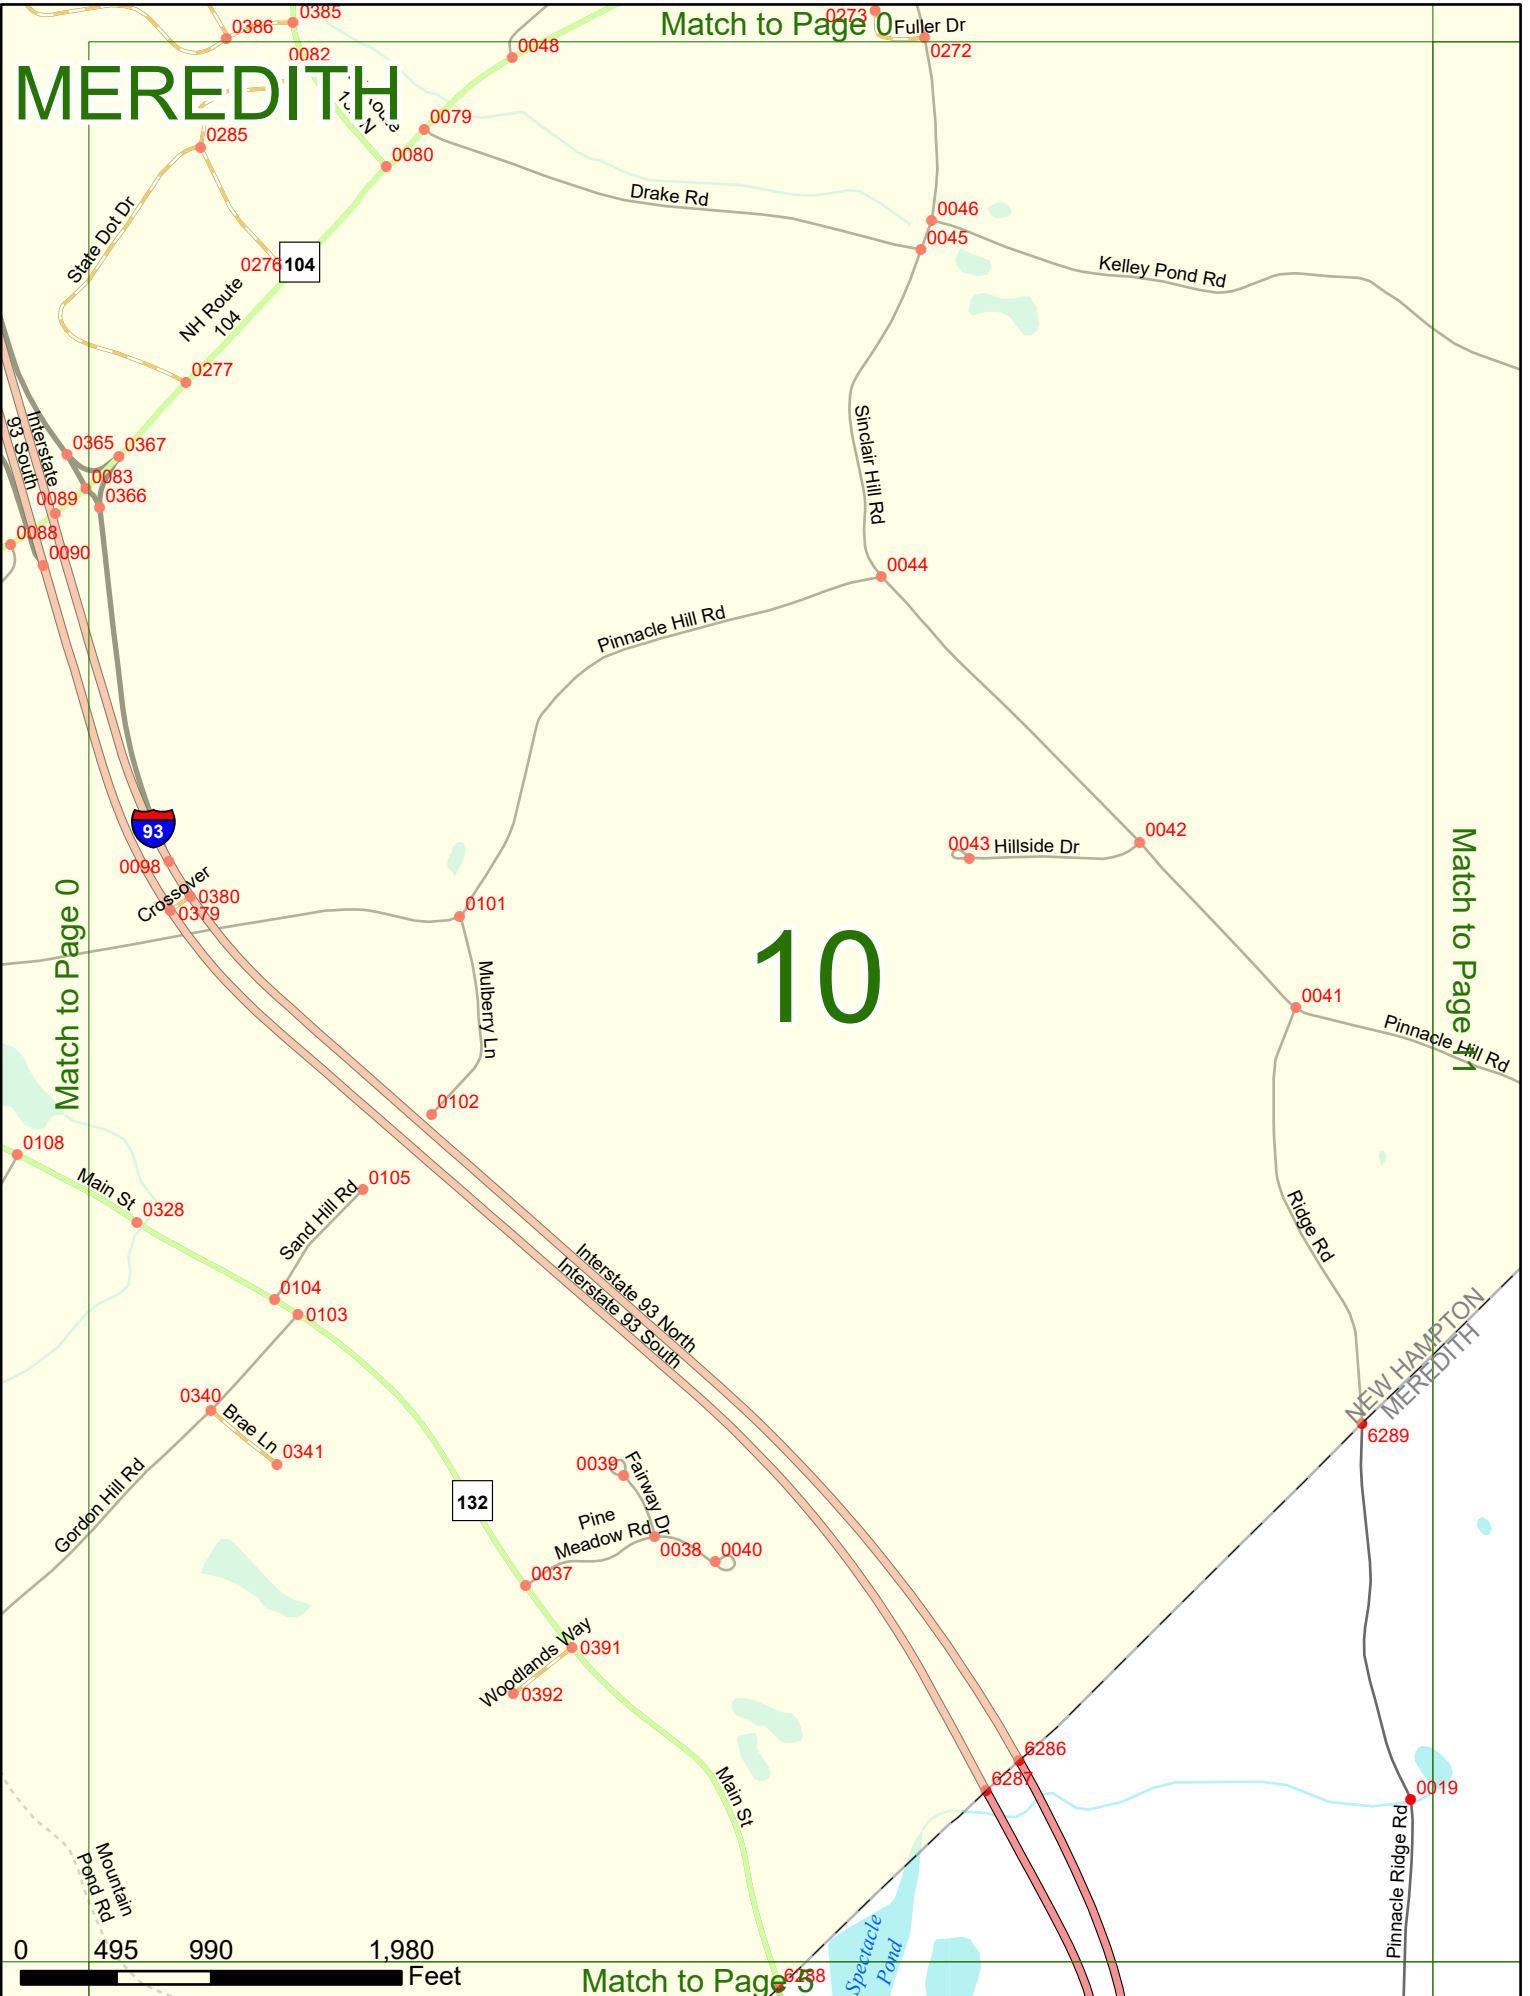 Match to Page 0
MEREDITH
0386
0385
0082
0048
0273
Fuller Dr
0272
0079
0080
0285
State Dot Dr
Drake Rd
0046
0045
Kelley Pond Rd
0276
104
NH Route
104
0277
Interstate
93 South
0365
0367
0083
0366
0089
0088
0090
Sinclair Hill Rd
0044
Pinnacle Hill Rd
93
0098
Crossover
0380
0379
0101
Mulberry Ln
0102
0043
Hillside Dr
0042
10
0041
Pinnacle Hill Rd
Match to Page 0
Match to Page 11
0108
Main St
0328
Sand Hill Rd
0105
0104
0103
Ridge Rd
Interstate 93 North
Interstate 93 South
NEW HAMPTON
MEREDITH
6289
0340
Brae Ln
0341
Gordon Hill Rd
132
0039
Fairway Dr
Pine
Meadow Rd
0038
0040
0037
0391
Woodlands Way
0392
Main St
6286
6287
0019
Pinnacle Ridge Rd
Mountain
Pond Rd
Spectacle
Pond
0
495
990
1,980
Feet
Match to Page 5
6288